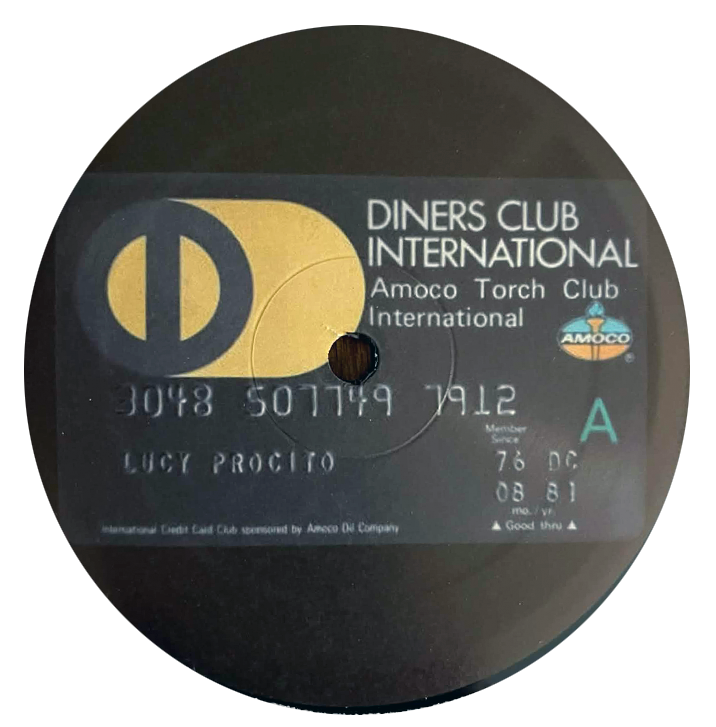 DINERS CLUB
INTERNATIONAL
Amoco Torch Club
International
AMOCO
®
3048 507749 7912
A
Member
Since
76 DC
LUCY PROCITO
08 81
mo. / yr.
▲ Good thru ▲
International Credit Card Club sponsored by Amoco Oil Company